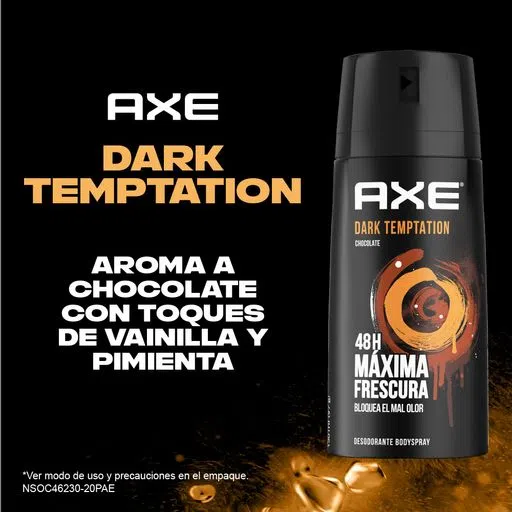 AXE
DARK
TEMPTATION
AROMA A
CHOCOLATE
CON TOQUES
DE VAINILLA Y
PIMIENTA
*Ver modo de uso y precauciones en el empaque.
NSOC46230-20PAE
AXE®
DARK TEMPTATION
CHOCOLATE
48H
MÁXIMA
FRESCURA
BLOQUEA EL MAL OLOR
DESODORANTE BODYSPRAY